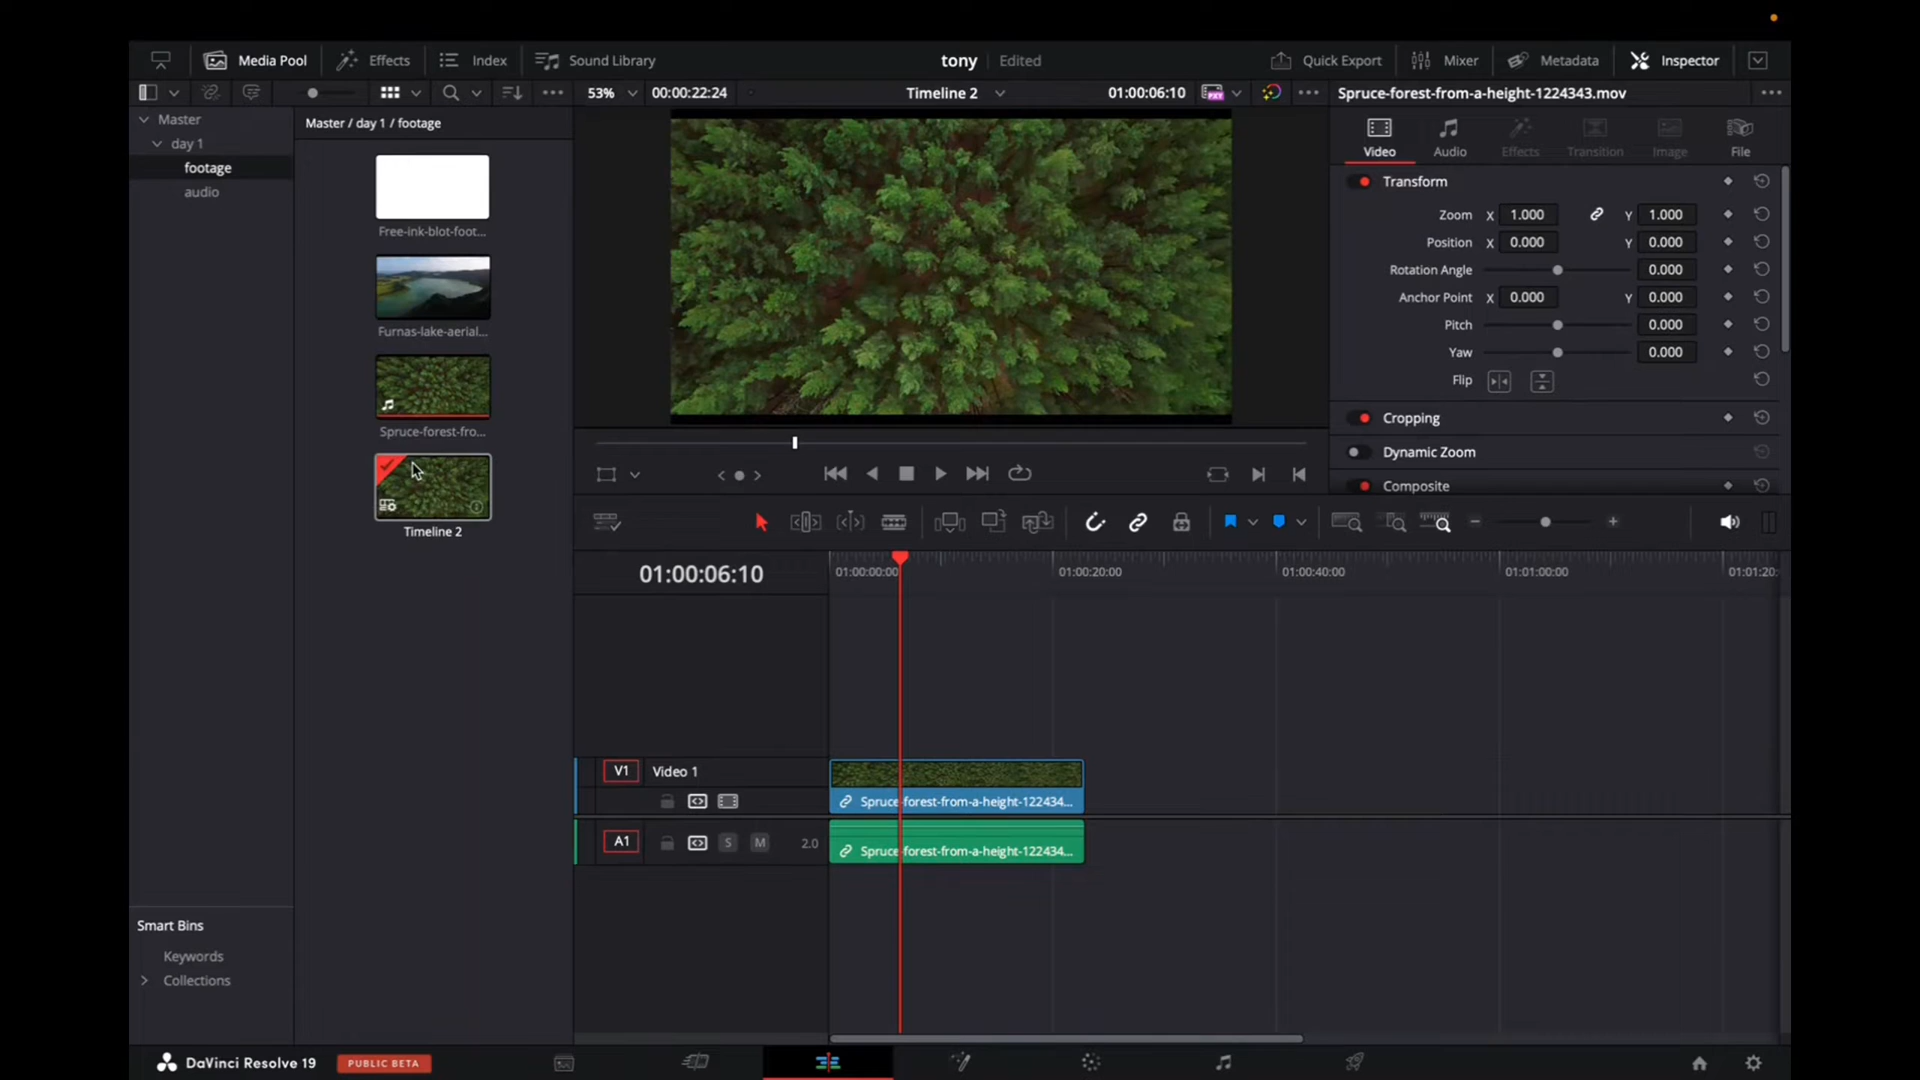 Media Pool
Effects
Index
Sound Library
tony
Edited
Quick Export
Mixer
Metadata
Inspector
53%
00:00:22:24
Timeline 2
01:00:06:10
Spruce-forest-from-a-height-1224343.mov
Master
day 1
footage
audio
Master / day 1 / footage
Free-ink-blot-foot...
Furnas-lake-aerial...
Spruce-forest-fro...
Timeline 2
Video
Audio
Effects
Transition
Image
File
Transform
Zoom X 1.000 Y 1.000
Position X 0.000 Y 0.000
Rotation Angle 0.000
Anchor Point X 0.000 Y 0.000
Pitch 0.000
Yaw 0.000
Flip
Cropping
Dynamic Zoom
Composite
01:00:06:10
01:00:00:00
01:00:20:00
01:00:40:00
01:01:00:00
01:01:20:
V1 Video 1
Spruce-forest-from-a-height-122434...
A1 S M 2.0
Spruce-forest-from-a-height-122434...
Smart Bins
Keywords
Collections
DaVinci Resolve 19
PUBLIC BETA